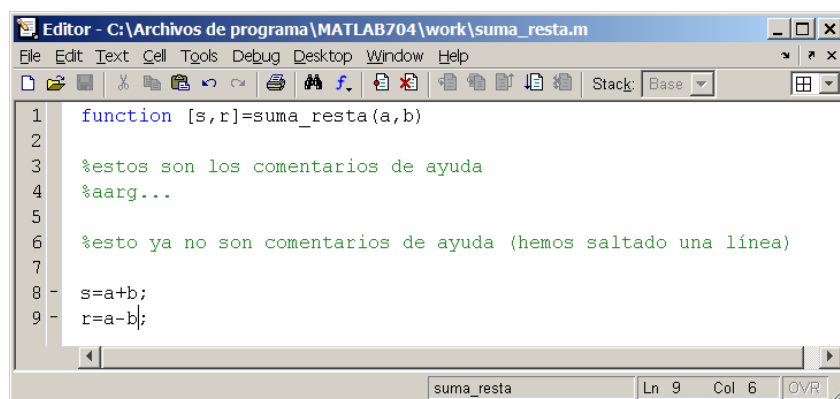 Editor - C:\Archivos de programa\MATLAB704\work\suma_resta.m
File Edit Text Cell Tools Debug Desktop Window Help
Stack: Base
1 function [s,r]=suma_resta(a,b)
2
3 %estos son los comentarios de ayuda
4 %aarg...
5
6 %esto ya no son comentarios de ayuda (hemos saltado una línea)
7
8 - s=a+b;
9 - r=a-b;
suma_resta Ln 9 Col 6 OVR